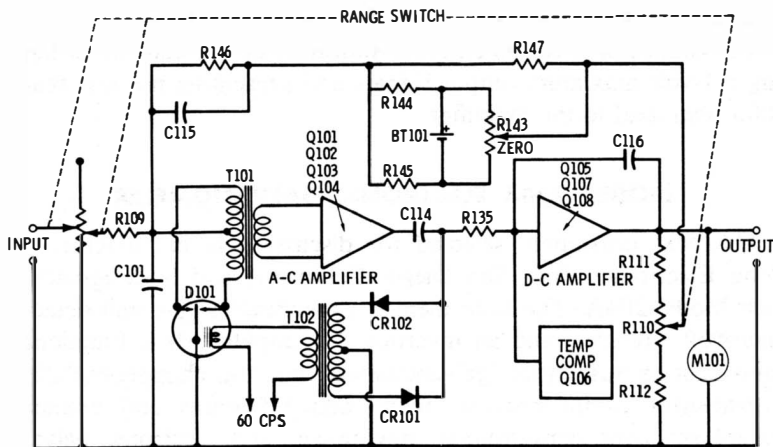 RANGE SWITCH
R146
R147
C115
R144
BT101
R143
ZERO
R145
C116
Q101
Q102
Q103
Q104
Q105
Q107
Q108
T101
R109
INPUT
C101
C114
R135
A-C AMPLIFIER
D-C AMPLIFIER
OUTPUT
R111
R110
R112
D101
T102
CR102
CR101
TEMP
COMP
Q106
M101
60 CPS